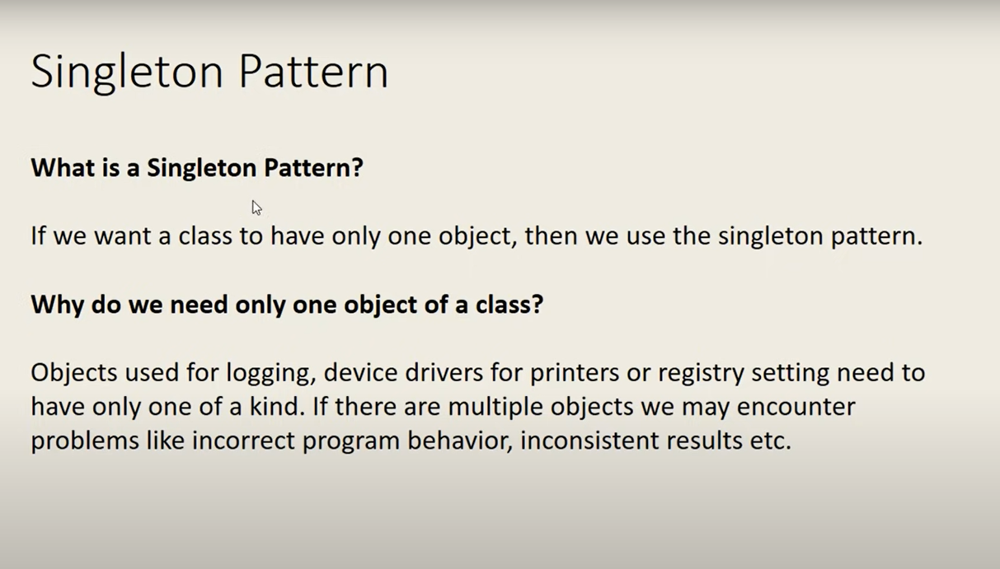 Singleton Pattern
What is a Singleton Pattern?
If we want a class to have only one object, then we use the singleton pattern.
Why do we need only one object of a class?
Objects used for logging, device drivers for printers or registry setting need to
have only one of a kind. If there are multiple objects we may encounter
problems like incorrect program behavior, inconsistent results etc.